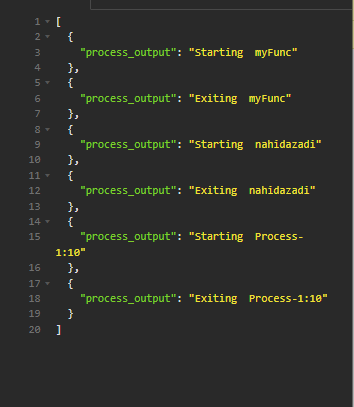 1 [
2 {
3 "process_output": "Starting  myFunc"
4 },
5 {
6 "process_output": "Exiting  myFunc"
7 },
8 {
9 "process_output": "Starting  nahidazadi"
10 },
11 {
12 "process_output": "Exiting  nahidazadi"
13 },
14 {
15 "process_output": "Starting  Process-
1:10"
16 },
17 {
18 "process_output": "Exiting  Process-1:10"
19 }
20 ]